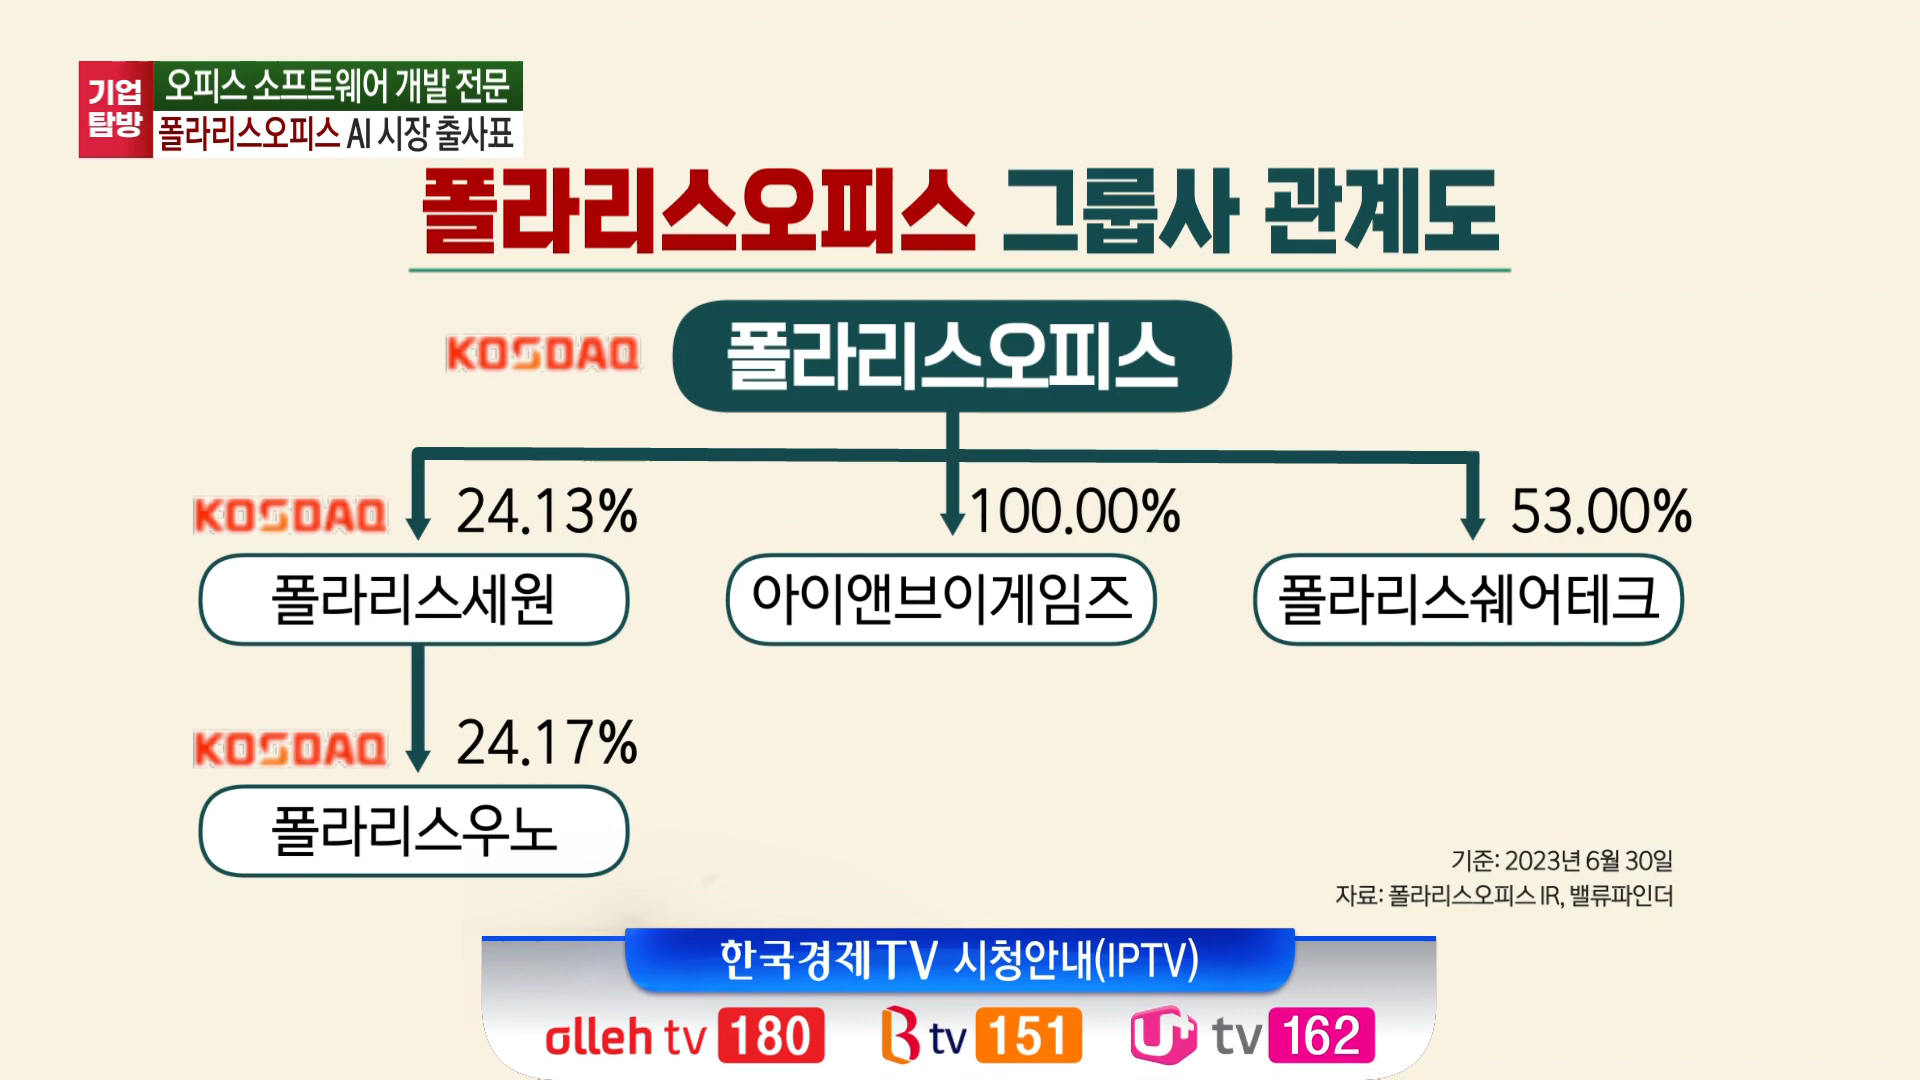 기업
탐방
오피스 소프트웨어 개발 전문
폴라리스오피스 AI 시장 출사표
폴라리스오피스 그룹사 관계도
KOSDAQ
폴라리스오피스
KOSDAQ
24.13%
100.00%
53.00%
폴라리스세원
아이앤브이게임즈
폴라리스쉐어테크
KOSDAQ
24.17%
폴라리스우노
기준: 2023년 6월 30일
자료: 폴라리스오피스 IR, 밸류파인더
한국경제TV 시청안내(IPTV)
olleh tv 180
B tv 151
U+ tv 162